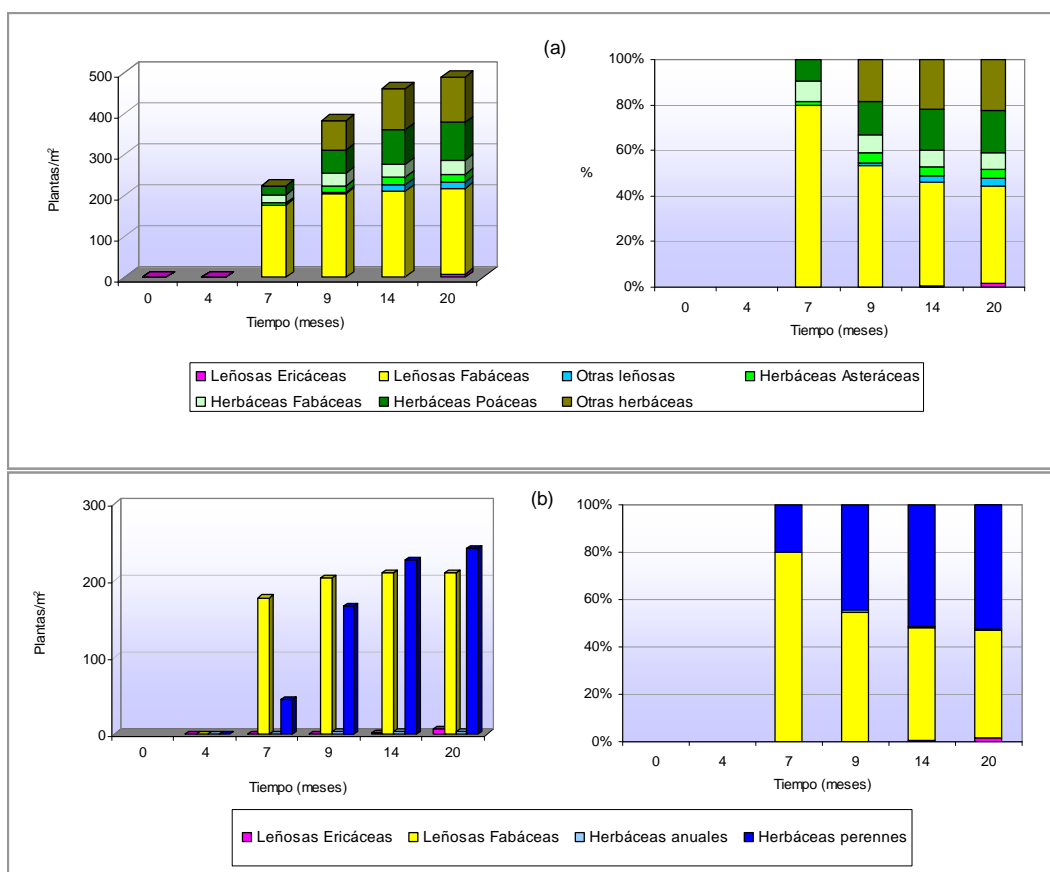 (a)
Plantas/m²
500
400
300
200
100
0
0 4 7 9 14 20
Tiempo (meses)
%
100%
80%
60%
40%
20%
0%
0 4 7 9 14 20
Tiempo (meses)
Leñosas Ericáceas Leñosas Fabáceas Otras leñosas Herbáceas Asteráceas
Herbáceas Fabáceas Herbáceas Poáceas Otras herbáceas
(b)
Plantas/m²
300
200
100
0
0 4 7 9 14 20
Tiempo (meses)
100%
80%
60%
40%
20%
0%
0 4 7 9 14 20
Tiempo (meses)
Leñosas Ericáceas Leñosas Fabáceas Herbáceas anuales Herbáceas perennes